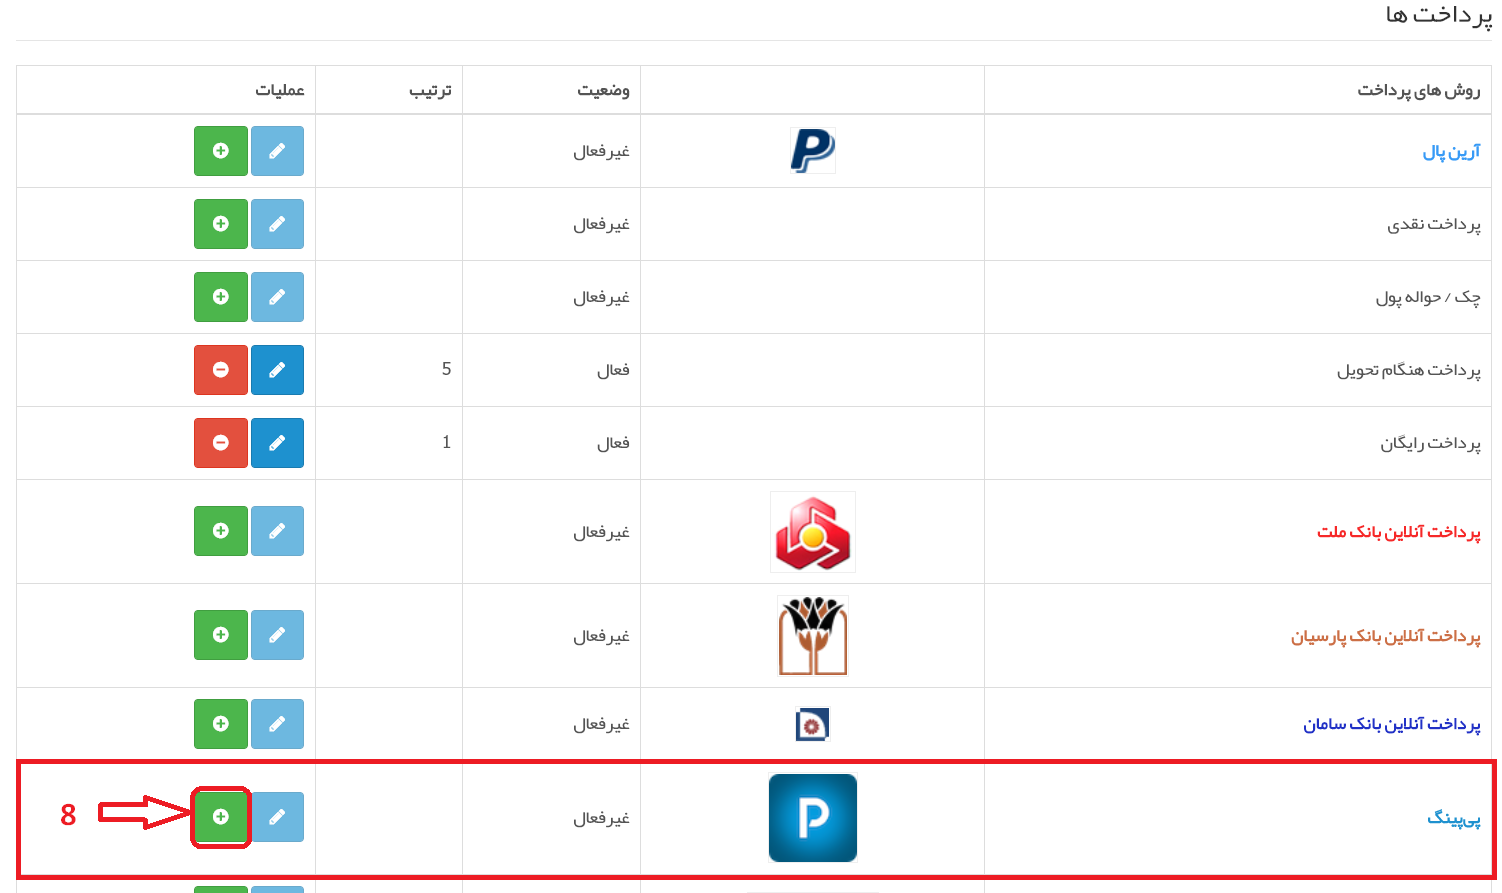 پرداخت ها
روش های پرداخت وضعیت ترتیب عملیات
آرین پال غیرفعال
پرداخت نقدی غیرفعال
چک / حواله پول غیرفعال
پرداخت هنگام تحویل فعال 5
پرداخت رایگان فعال 1
پرداخت آنلاین بانک ملت غیرفعال
پرداخت آنلاین بانک پارسیان غیرفعال
پرداخت آنلاین بانک سامان غیرفعال
پی‌پینگ غیرفعال 8